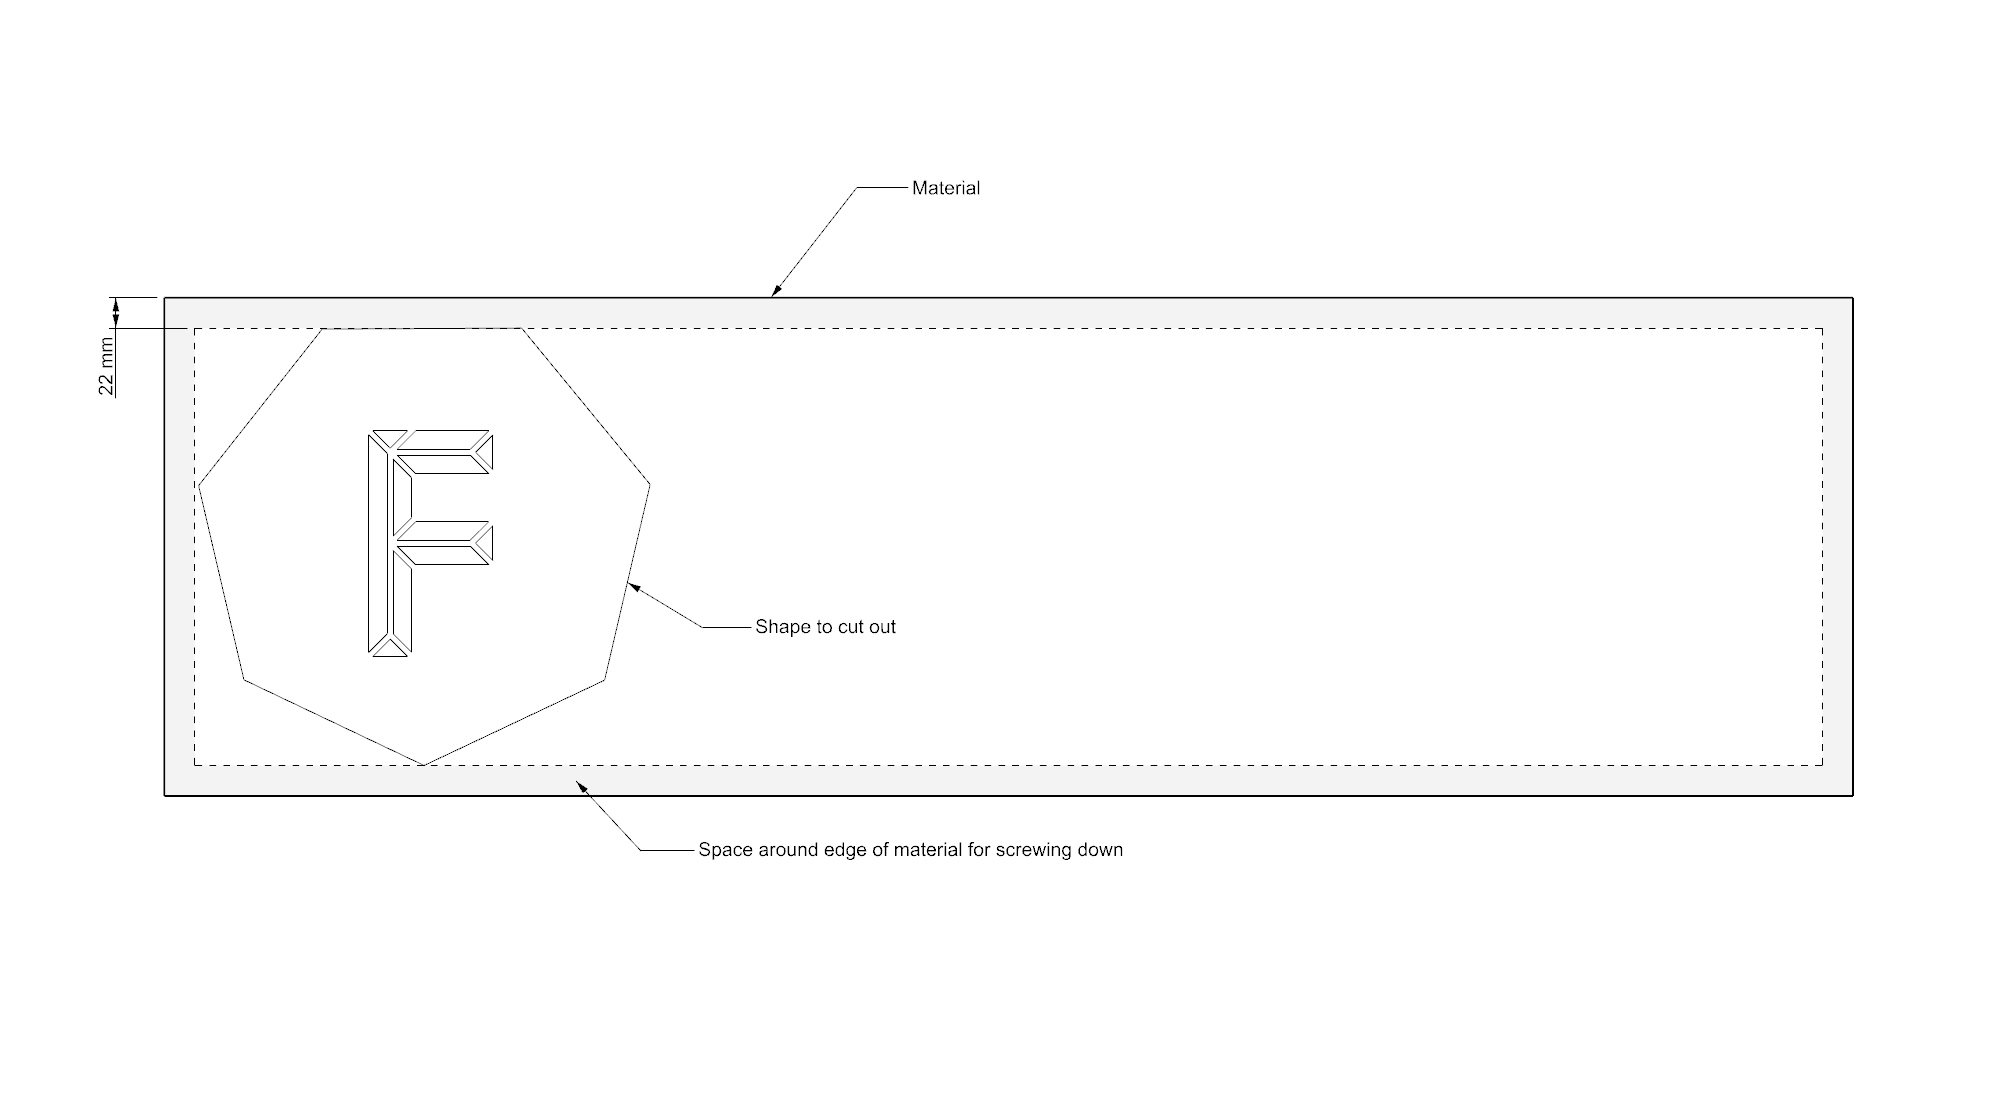 Material
22 mm
F
Shape to cut out
Space around edge of material for screwing down